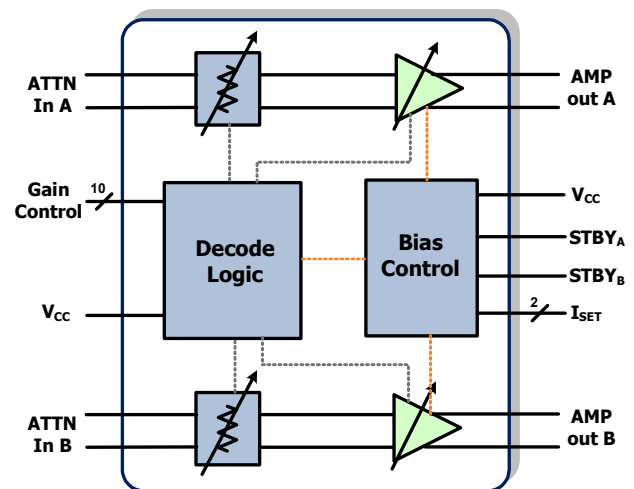 ATTN
In A
AMP
out A
Gain
Control
10
Decode
Logic
Bias
Control
VCC
STBYA
STBYB
2
ISET
VCC
ATTN
In B
AMP
out B